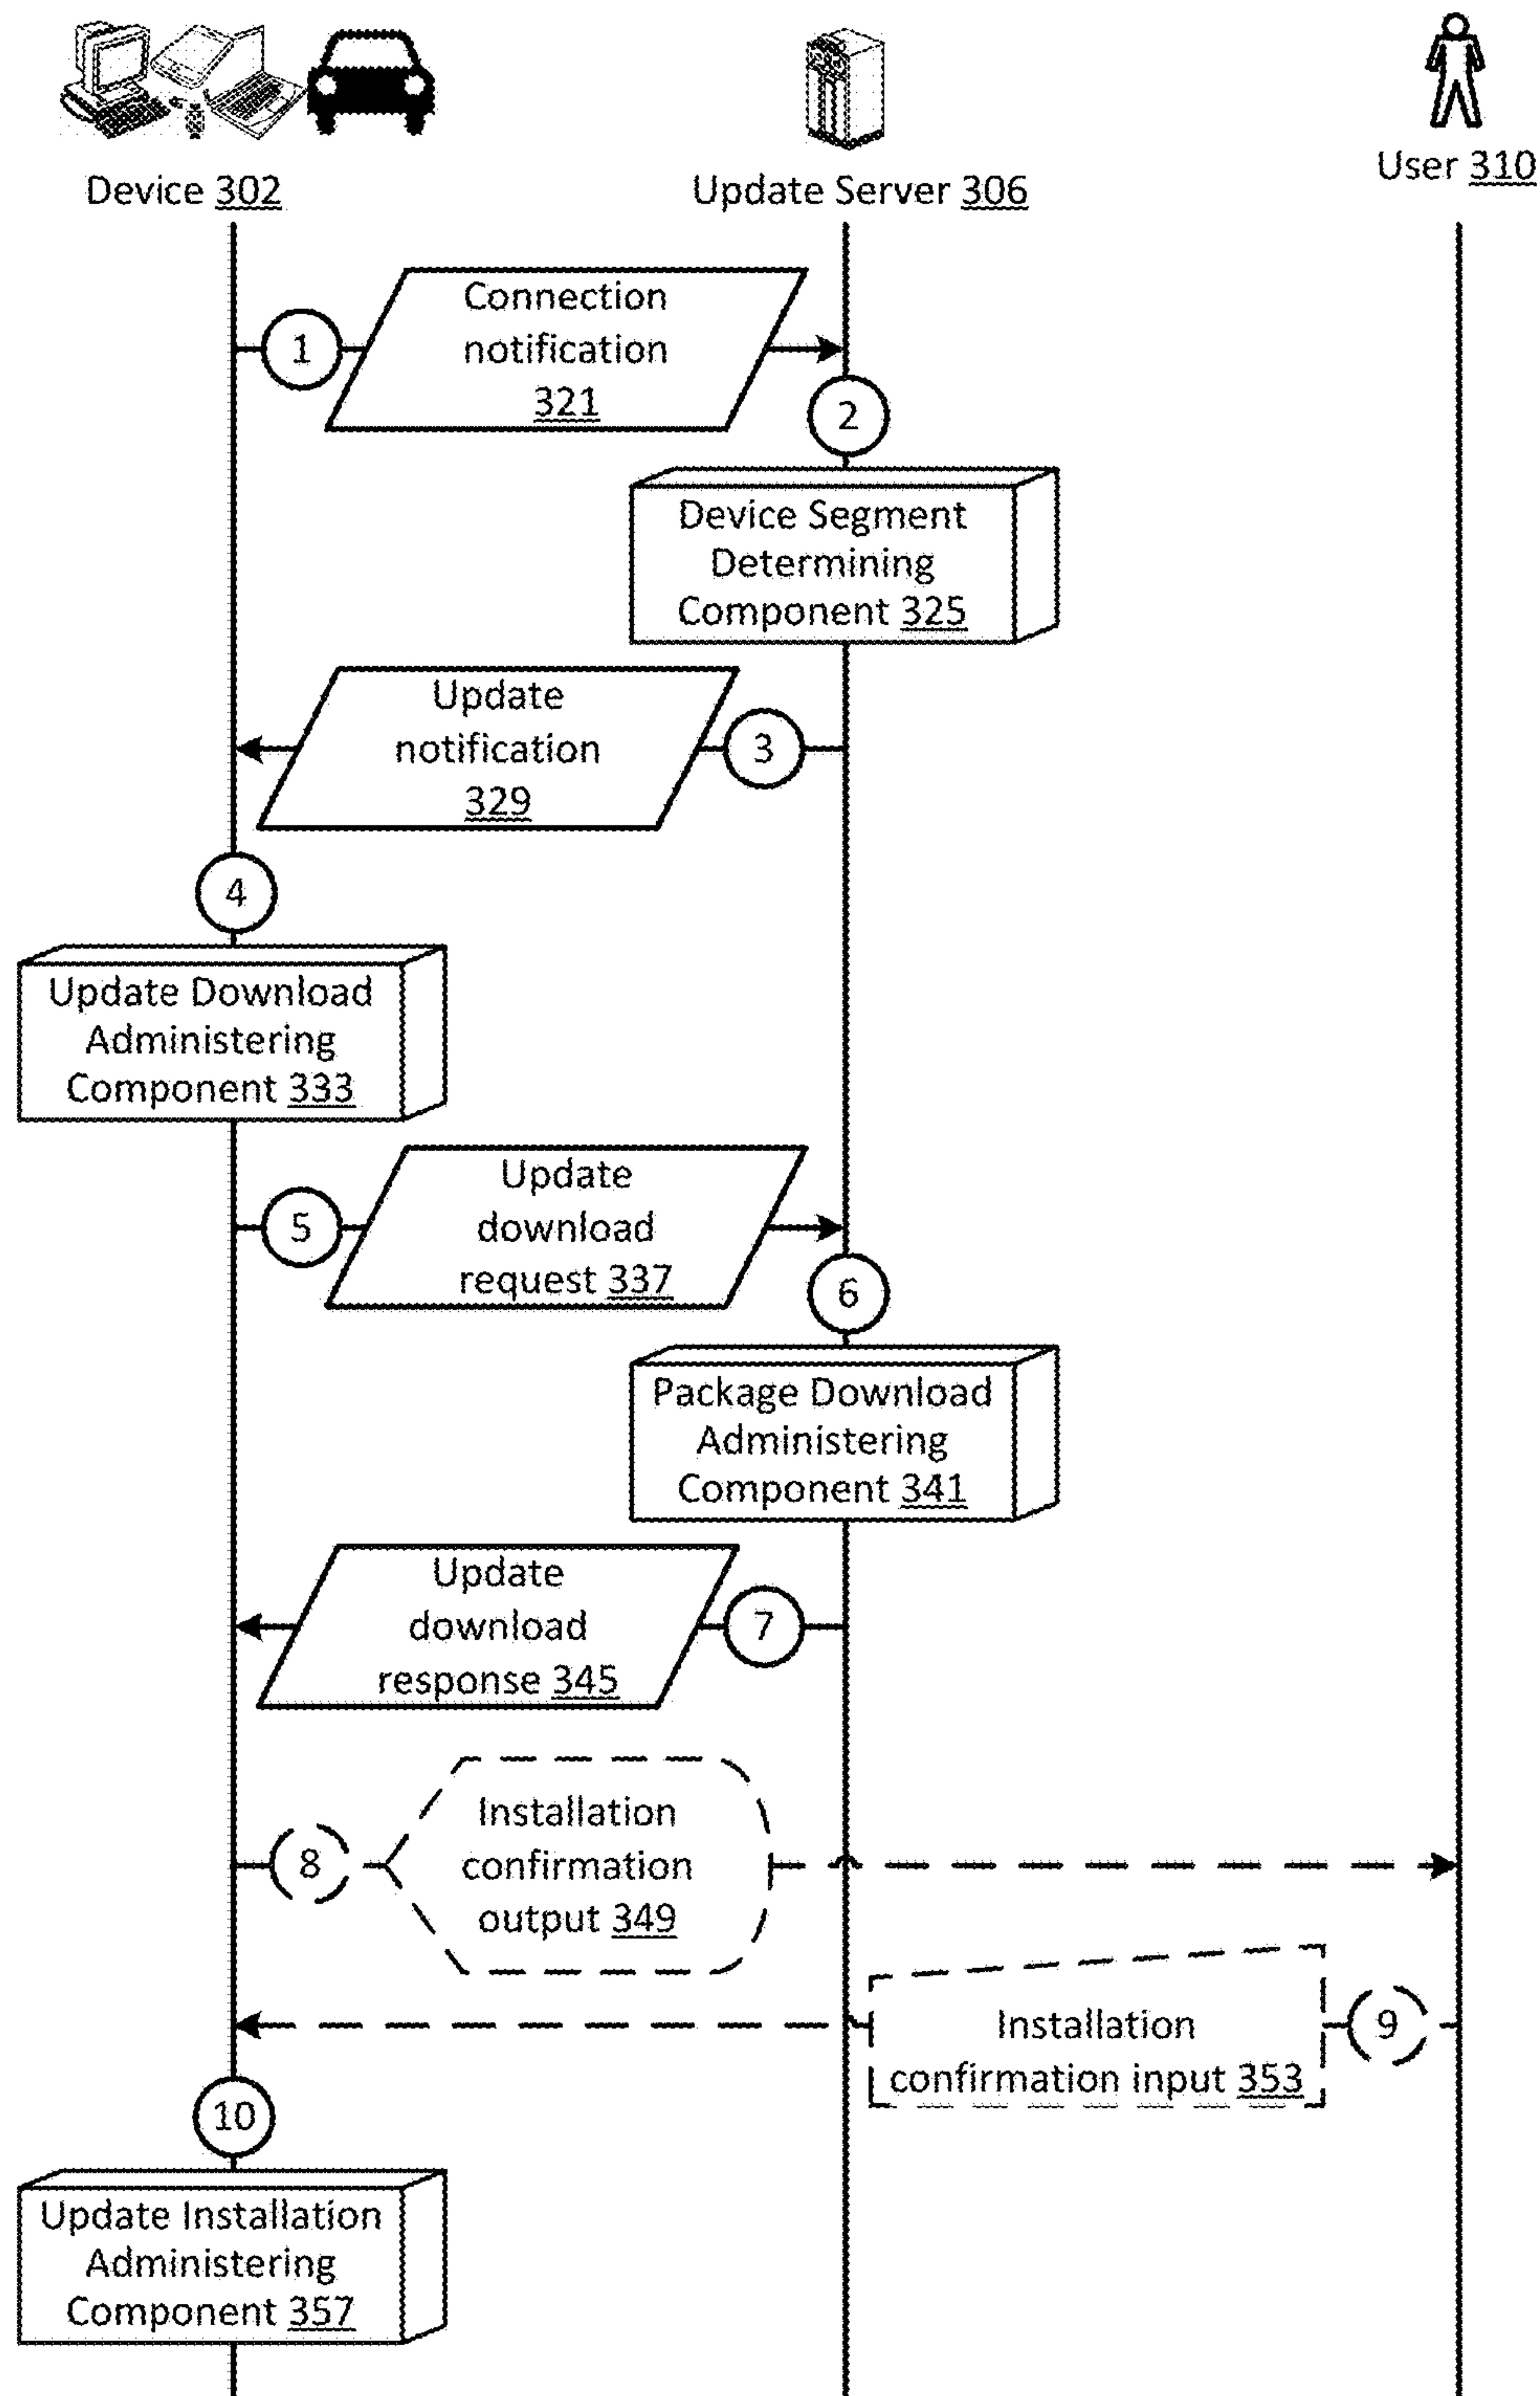 Device 302
Update Server 306
User 310
1
Connection
notification
321
2
Device Segment
Determining
Component 325
Update
notification
329
3
4
Update Download
Administering
Component 333
5
Update
download
request 337
6
Package Download
Administering
Component 341
Update
download
response 345
7
8
Installation
confirmation
output 349
Installation
confirmation input 353
9
10
Update Installation
Administering
Component 357